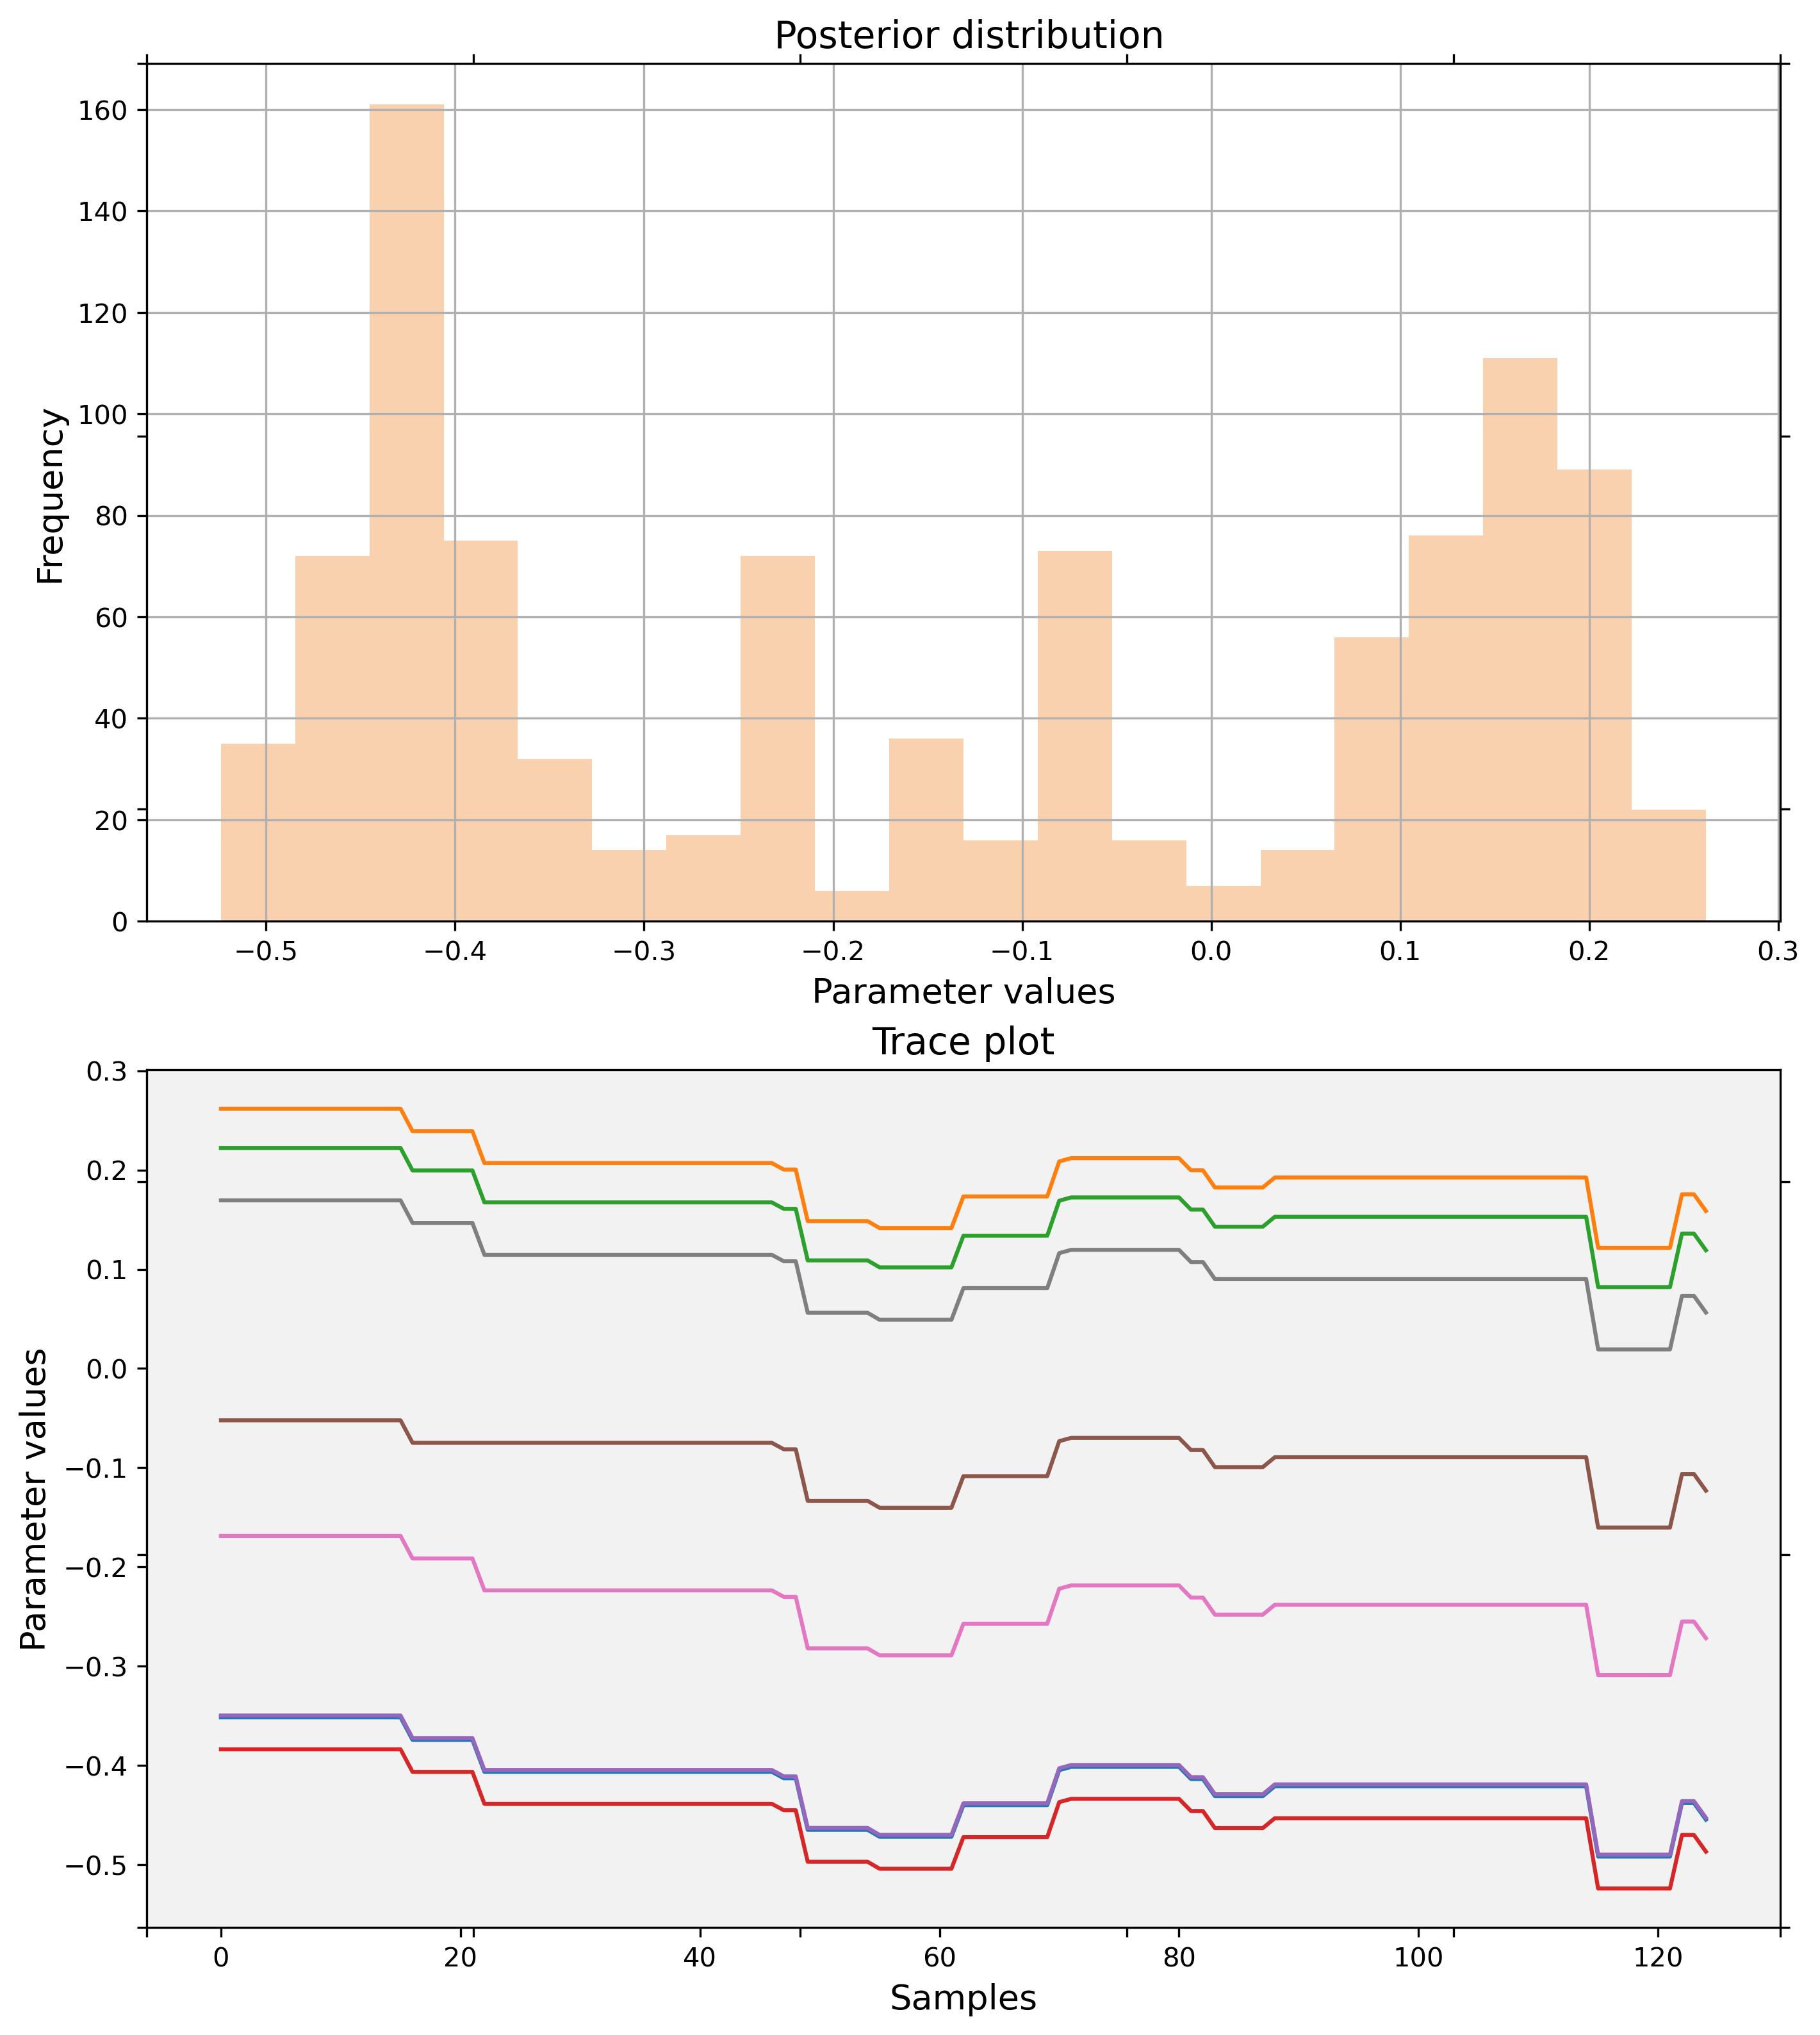 Posterior distribution
160
140
120
100
80
60
40
20
0
Frequency
−0.5 −0.4 −0.3 −0.2 −0.1 0.0 0.1 0.2 0.3
Parameter values
Trace plot
0.3
0.2
0.1
0.0
−0.1
−0.2
−0.3
−0.4
−0.5
Parameter values
0 20 40 60 80 100 120
Samples